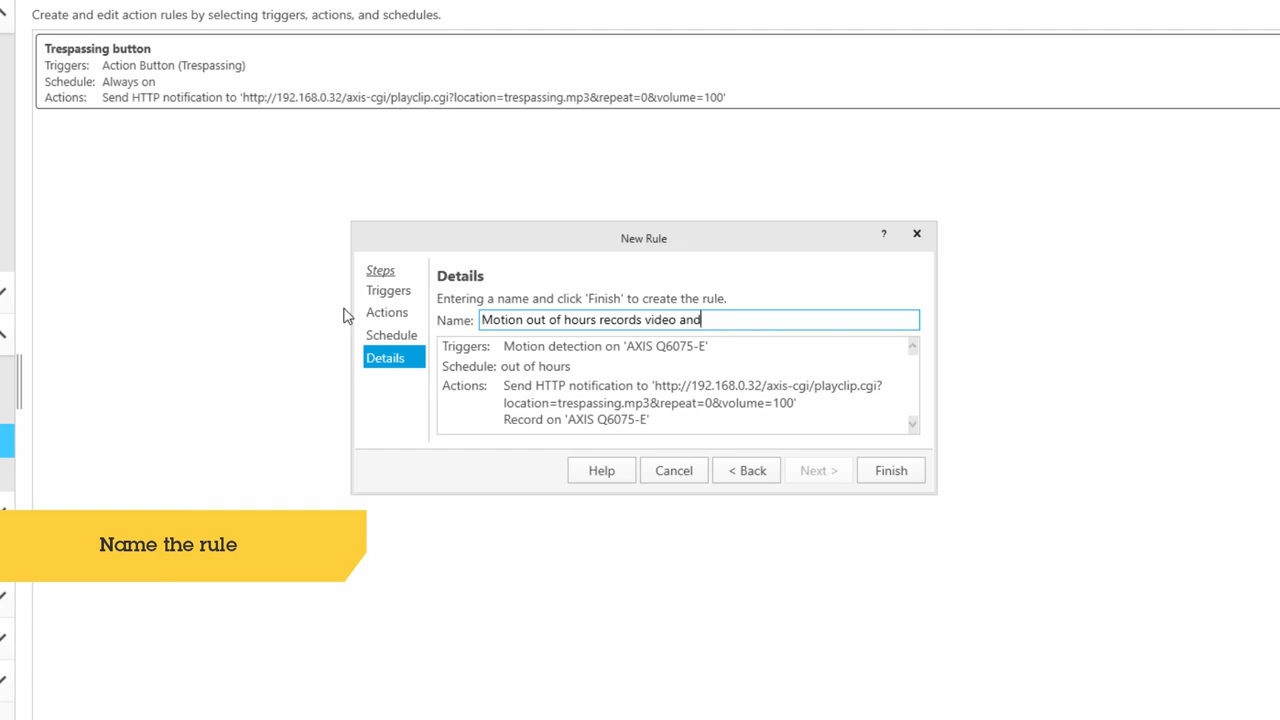 Create and edit action rules by selecting triggers, actions, and schedules.
Trespassing button
Triggers: Action Button (Trespassing)
Schedule: Always on
Actions: Send HTTP notification to 'http://192.168.0.32/axis-cgi/playclip.cgi?location=trespassing.mp3&repeat=0&volume=100'
New Rule
?
Steps
Triggers
Actions
Schedule
Details
Details
Entering a name and click 'Finish' to create the rule.
Name: Motion out of hours records video and
Triggers: Motion detection on 'AXIS Q6075-E'
Schedule: out of hours
Actions: Send HTTP notification to 'http://192.168.0.32/axis-cgi/playclip.cgi?
location=trespassing.mp3&repeat=0&volume=100'
Record on 'AXIS Q6075-E'
Help Cancel < Back Next > Finish
Name the rule